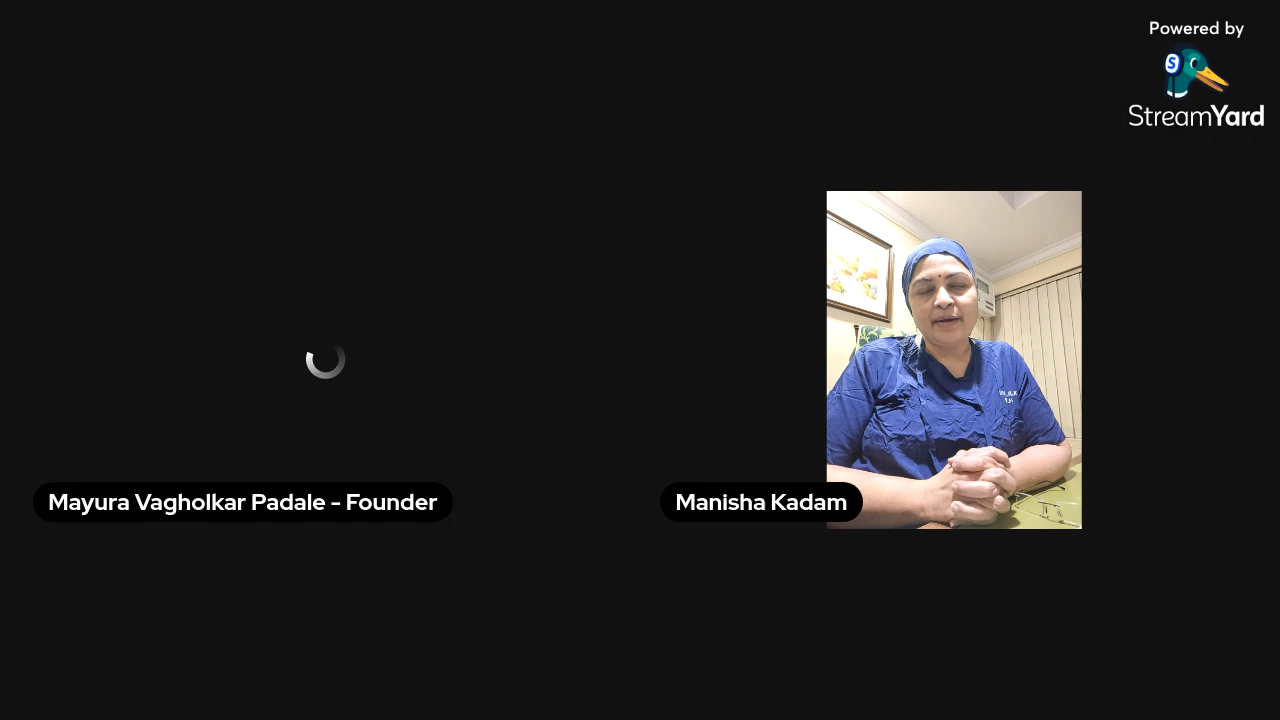 Powered by
S
StreamYard
Mayura Vagholkar Padale - Founder
Manisha Kadam